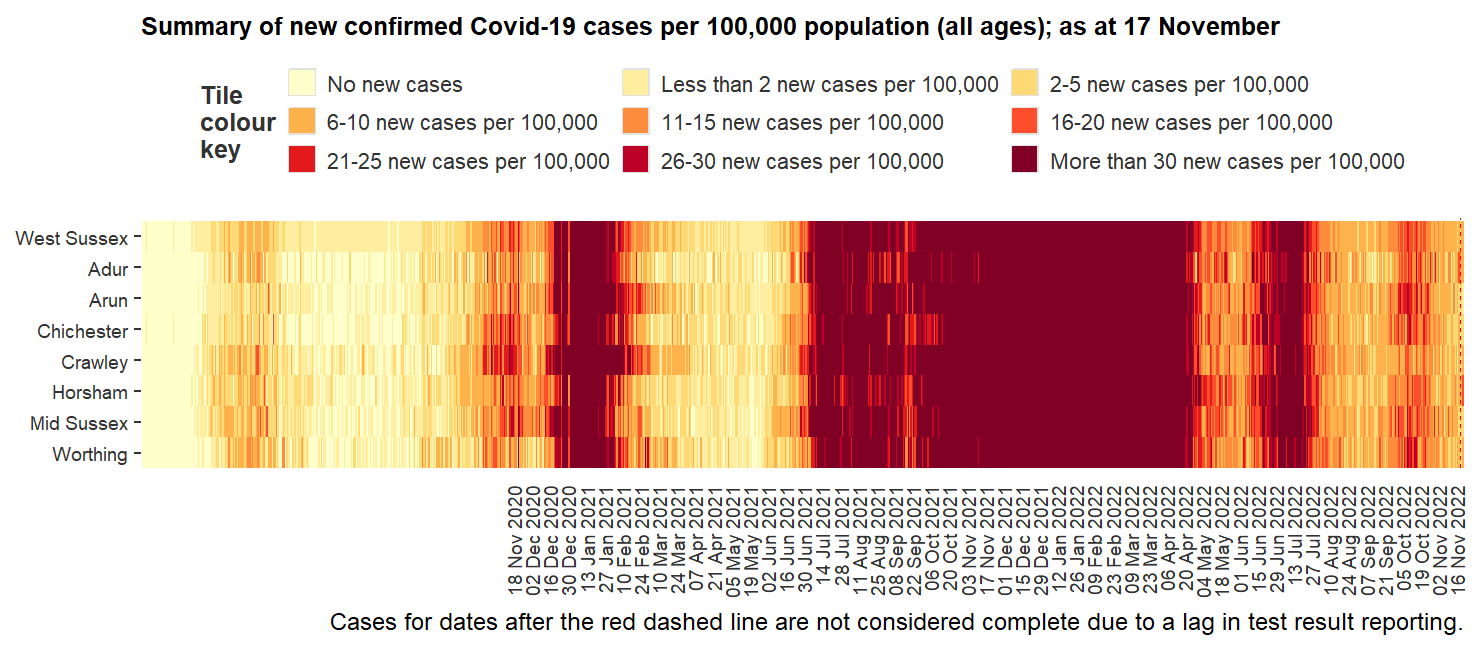 Summary of new confirmed Covid-19 cases per 100,000 population (all ages); as at 17 November
Tile
colour
key
No new cases
Less than 2 new cases per 100,000
2-5 new cases per 100,000
6-10 new cases per 100,000
11-15 new cases per 100,000
16-20 new cases per 100,000
21-25 new cases per 100,000
26-30 new cases per 100,000
More than 30 new cases per 100,000
West Sussex
Adur
Arun
Chichester
Crawley
Horsham
Mid Sussex
Worthing
18 Nov 2020
02 Dec 2020
16 Dec 2020
30 Dec 2020
13 Jan 2021
27 Jan 2021
10 Feb 2021
24 Feb 2021
10 Mar 2021
24 Mar 2021
07 Apr 2021
21 Apr 2021
05 May 2021
19 May 2021
02 Jun 2021
16 Jun 2021
30 Jun 2021
14 Jul 2021
28 Jul 2021
11 Aug 2021
25 Aug 2021
08 Sep 2021
22 Sep 2021
06 Oct 2021
20 Oct 2021
03 Nov 2021
17 Nov 2021
01 Dec 2021
15 Dec 2021
29 Dec 2021
12 Jan 2022
26 Jan 2022
09 Feb 2022
23 Feb 2022
09 Mar 2022
23 Mar 2022
06 Apr 2022
20 Apr 2022
04 May 2022
18 May 2022
01 Jun 2022
15 Jun 2022
29 Jun 2022
13 Jul 2022
27 Jul 2022
10 Aug 2022
24 Aug 2022
07 Sep 2022
21 Sep 2022
05 Oct 2022
19 Oct 2022
02 Nov 2022
16 Nov 2022
Cases for dates after the red dashed line are not considered complete due to a lag in test result reporting.